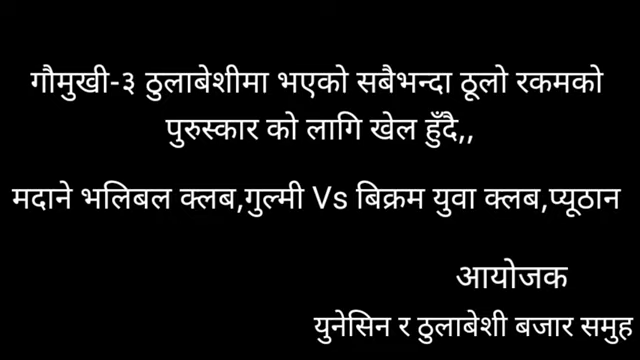 गौमुखी-३ ठुलाबेशीमा भएको सबैभन्दा ठूलो रकमको
पुरुस्कार को लागि खेल हुँदै,,
मदाने भलिबल क्लब,गुल्मी Vs बिक्रम युवा क्लब,प्यूठान
आयोजक
युनेसिन र ठुलाबेशी बजार समुह